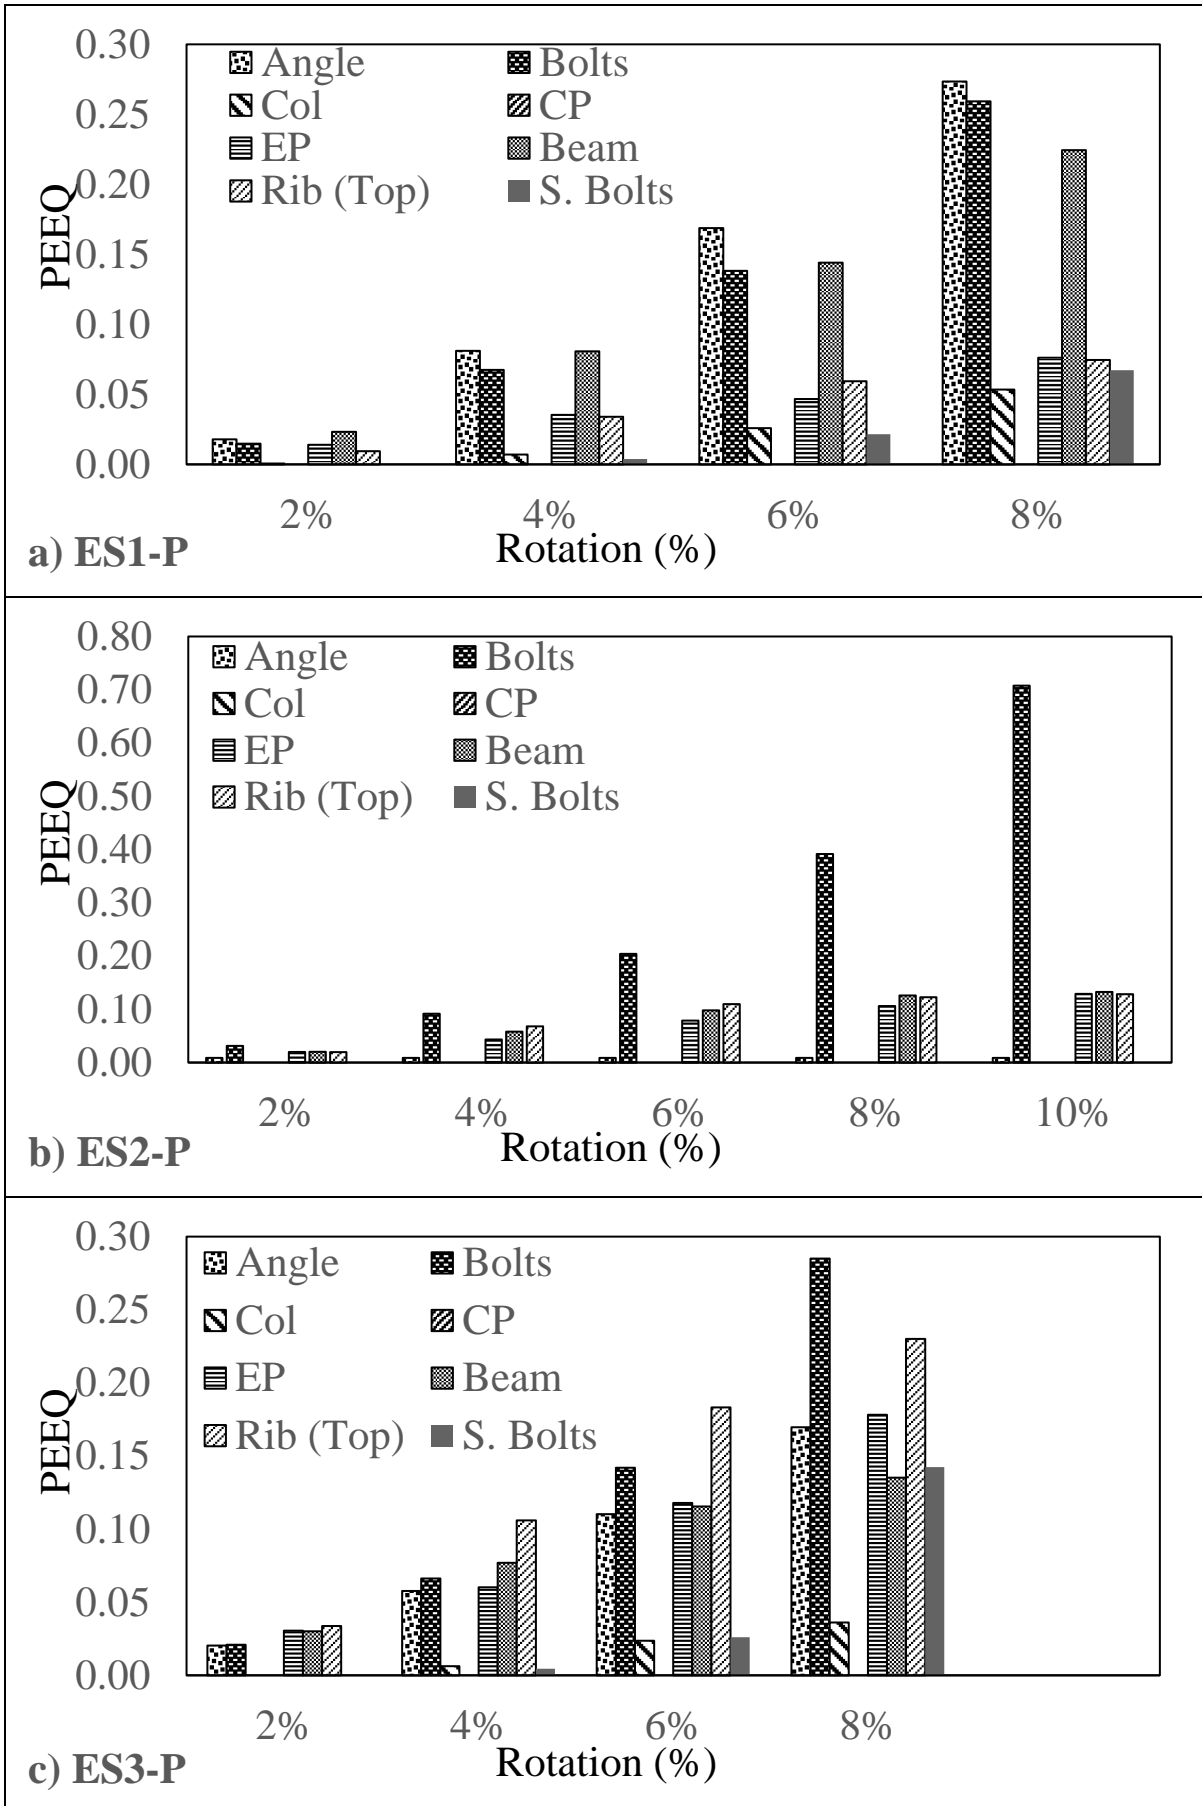 0.30
Angle Bolts
0.25
Col CP
EP Beam
0.20
Rib (Top) S. Bolts
PEEQ
0.15
0.10
0.05
0.00
2% 4% 6% 8%
a) ES1-P
Rotation (%)
0.80
Angle Bolts
0.70
Col CP
0.60
EP Beam
0.50
Rib (Top) S. Bolts
PEEQ
0.40
0.30
0.20
0.10
0.00
2% 4% 6% 8% 10%
b) ES2-P
Rotation (%)
0.30
Angle Bolts
0.25
Col CP
0.20
EP Beam
Rib (Top) S. Bolts
PEEQ
0.15
0.10
0.05
0.00
2% 4% 6% 8%
c) ES3-P
Rotation (%)